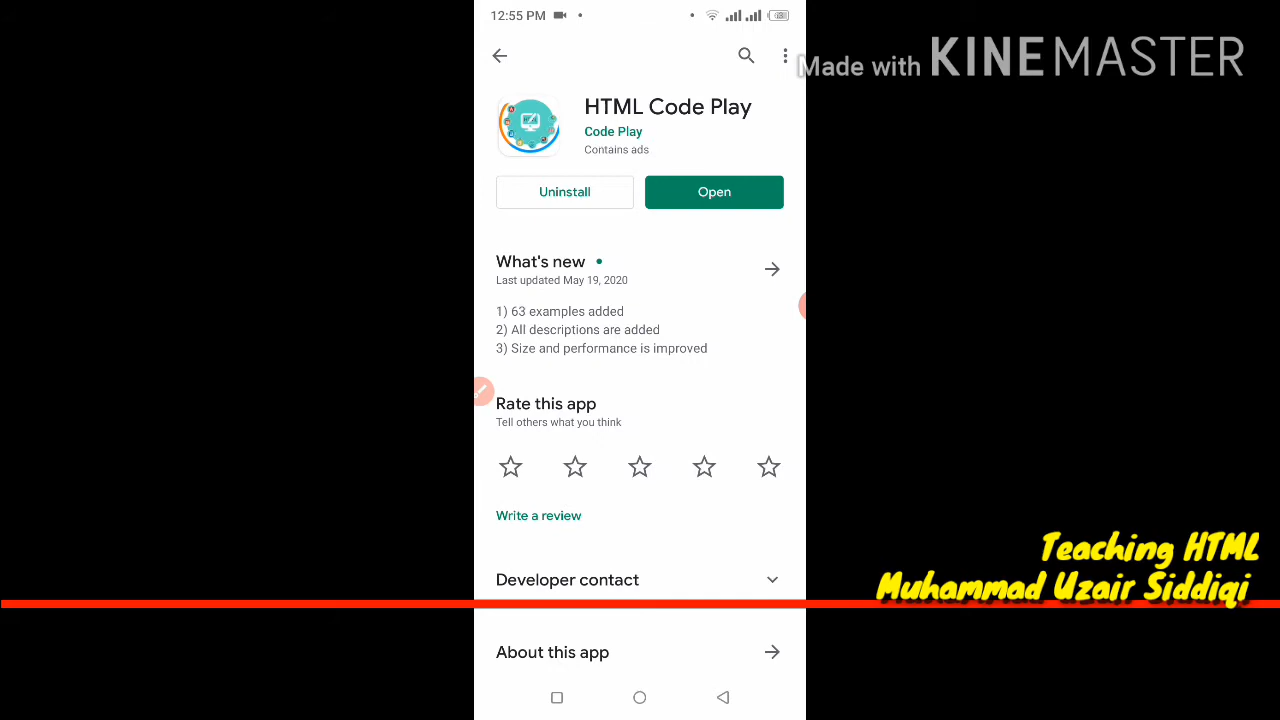 12:55 PM
Made with KINEMASTER
HTML Code Play
Code Play
Contains ads
Uninstall
Open
What's new
Last updated May 19, 2020
1) 63 examples added
2) All descriptions are added
3) Size and performance is improved
Rate this app
Tell others what you think
Write a review
Teaching HTML
Muhammad Uzair Siddiqi
Developer contact
About this app